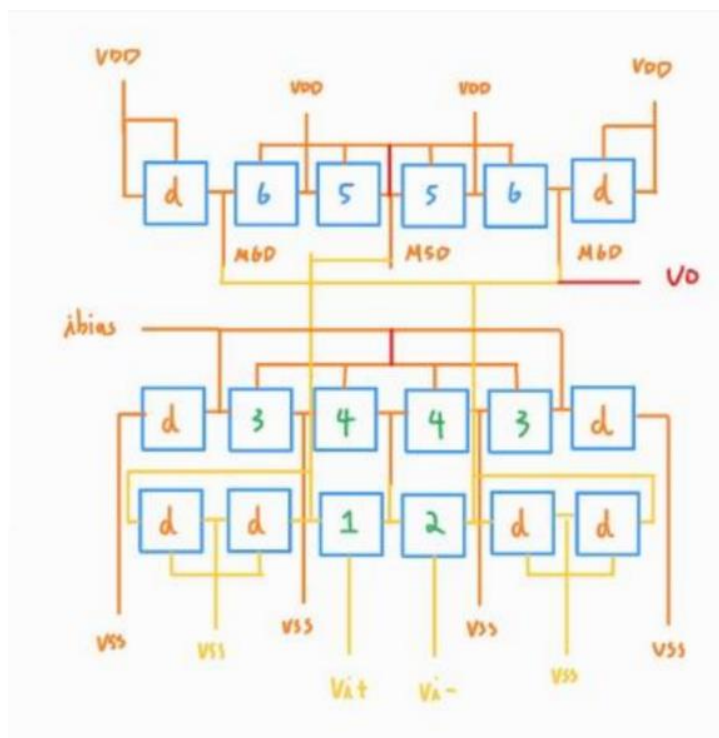 VDD VDD
VDD VDD
d 6 5 5 6 d
M6D M5D M6D
VO
ibias
d 3 4 4 3 d
d d 1 2 d d
VSS VSS VSS VSS VSS VSS
Vi+ Vi-